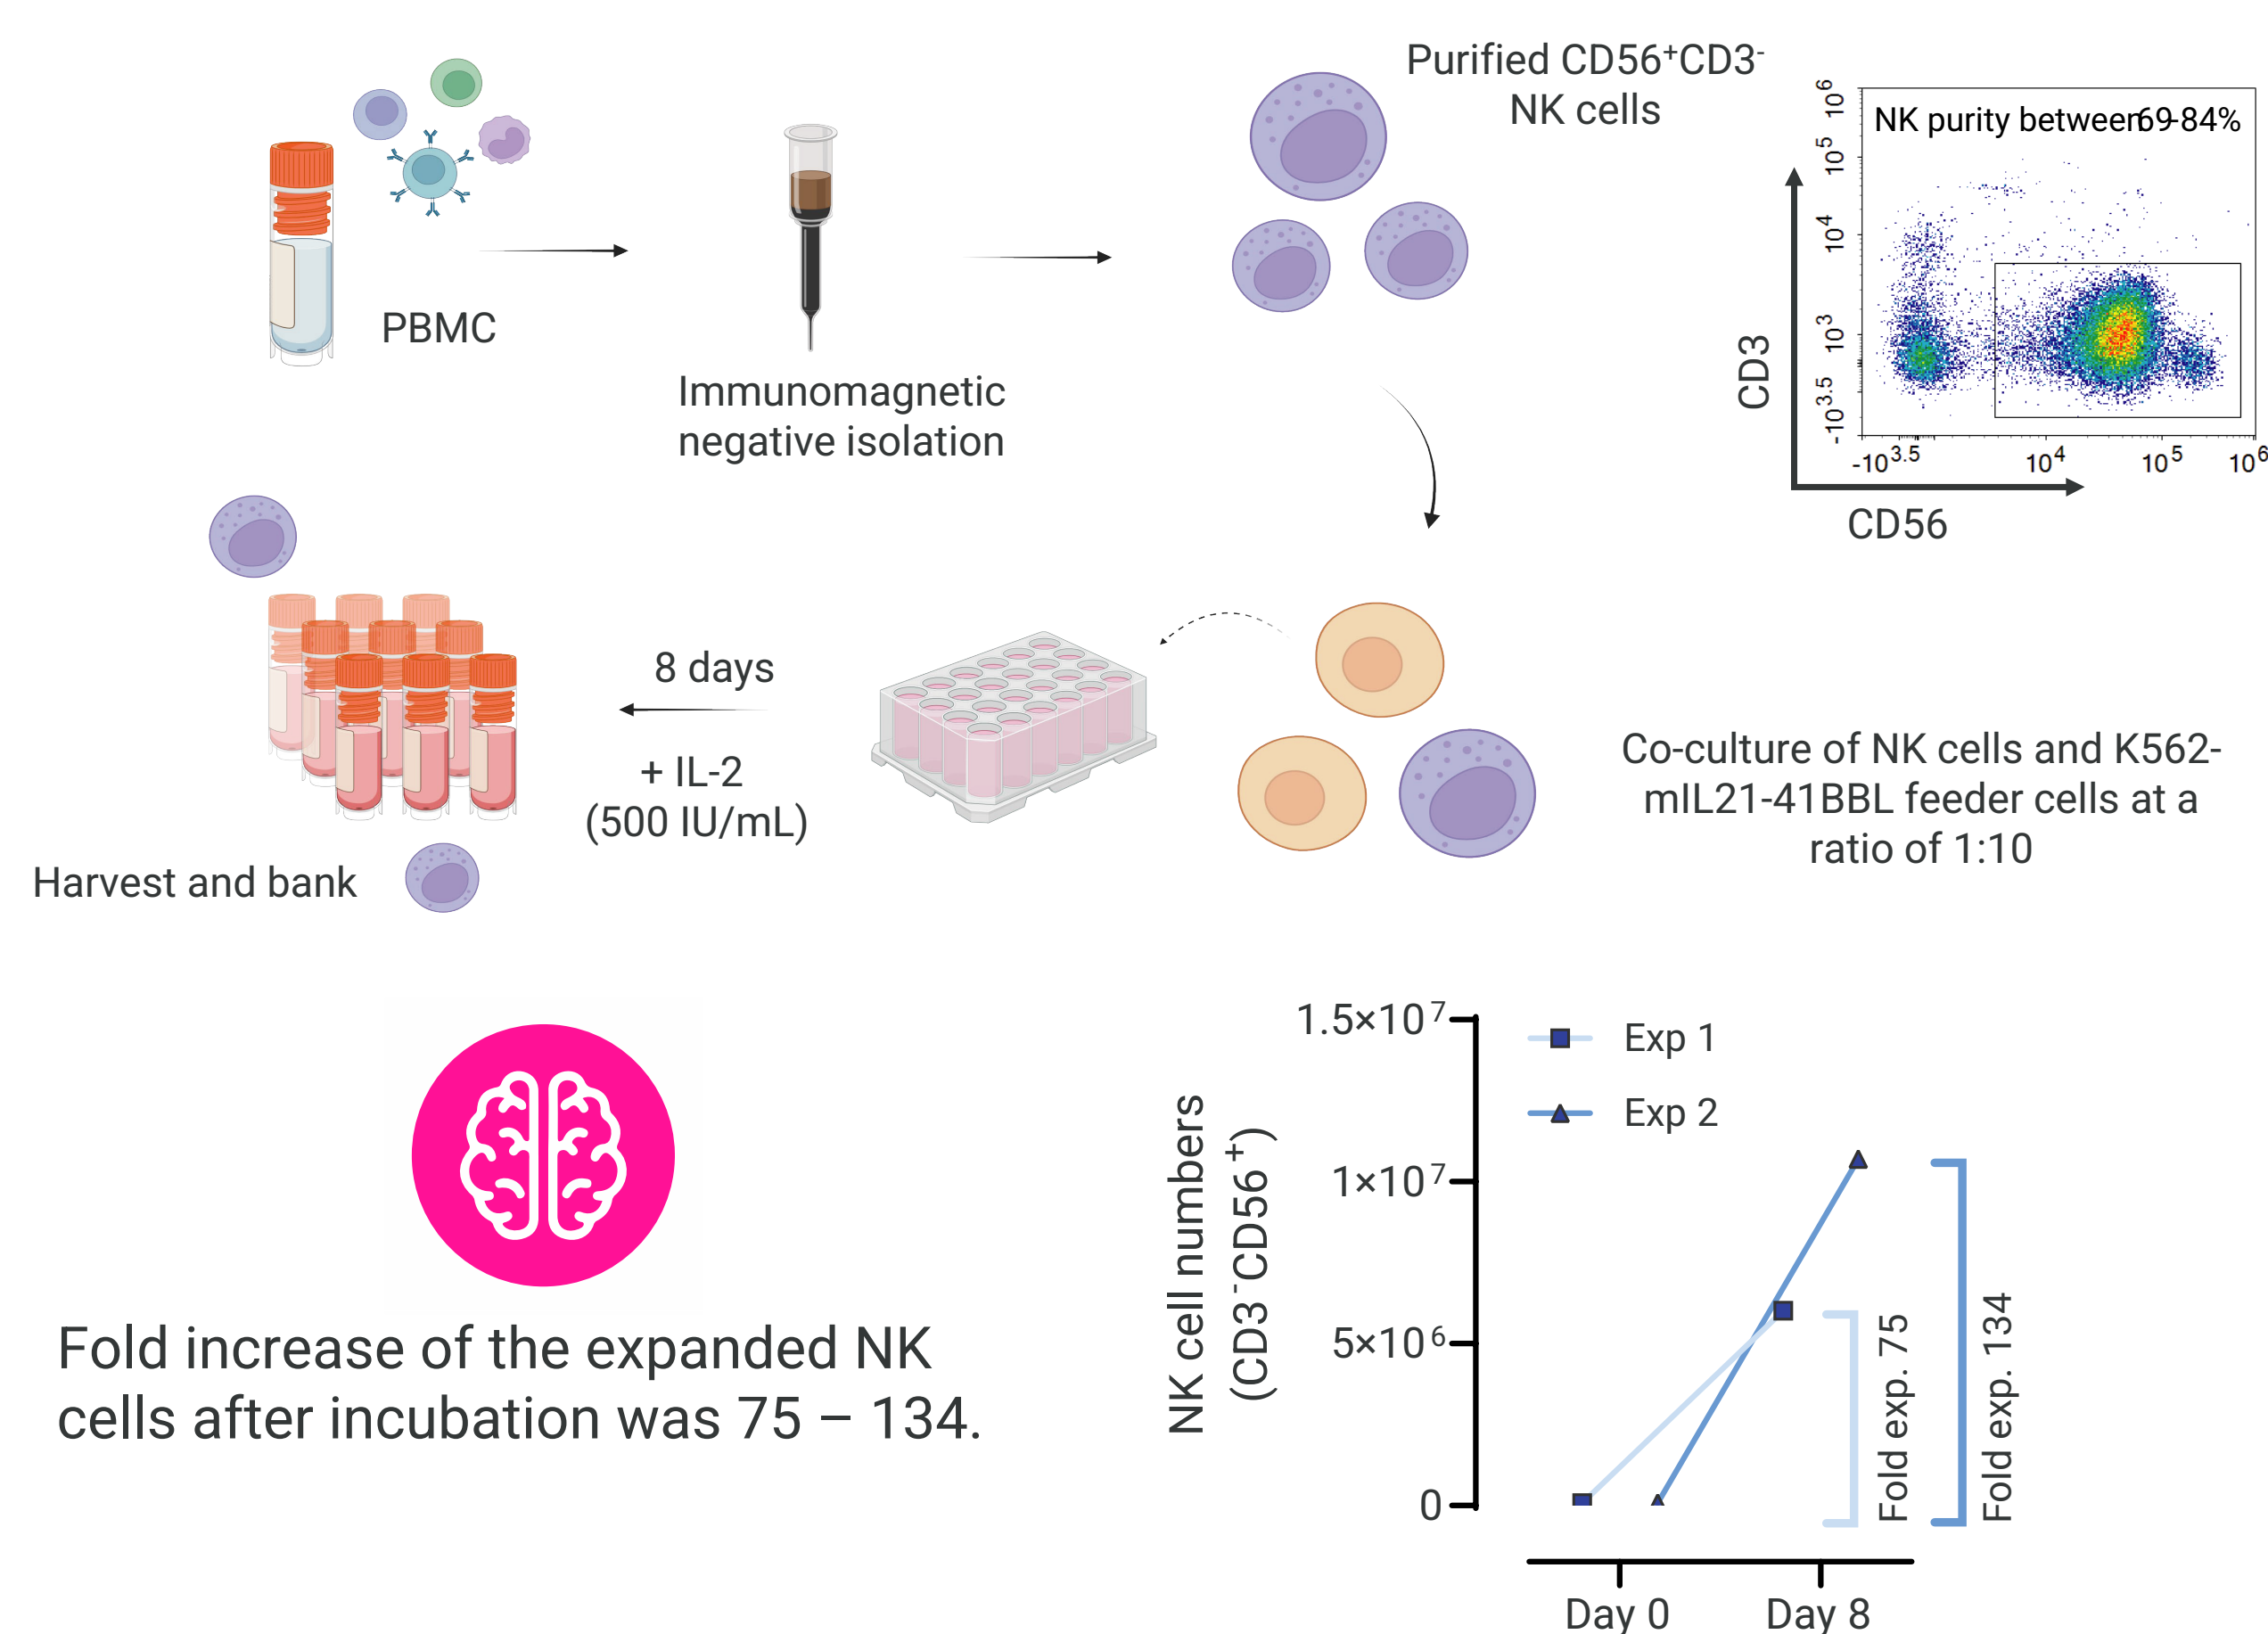 PBMC
Immunomagnetic
negative isolation
Purified CD56⁺CD3⁻
NK cells
NK purity between 69-84%
10⁶
10⁵
10⁴
10³
-10³·⁵
CD3
-10³·⁵ 10⁴ 10⁵ 10⁶
CD56
Co-culture of NK cells and K562-
mIL21-41BBL feeder cells at a
ratio of 1:10
8 days
+ IL-2
(500 IU/mL)
Harvest and bank
Fold increase of the expanded NK
cells after incubation was 75 – 134.
NK cell numbers
(CD3⁻CD56⁺)
1.5×10⁷
1×10⁷
5×10⁶
0
Exp 1
Exp 2
Fold exp. 75
Fold exp. 134
Day 0 Day 8